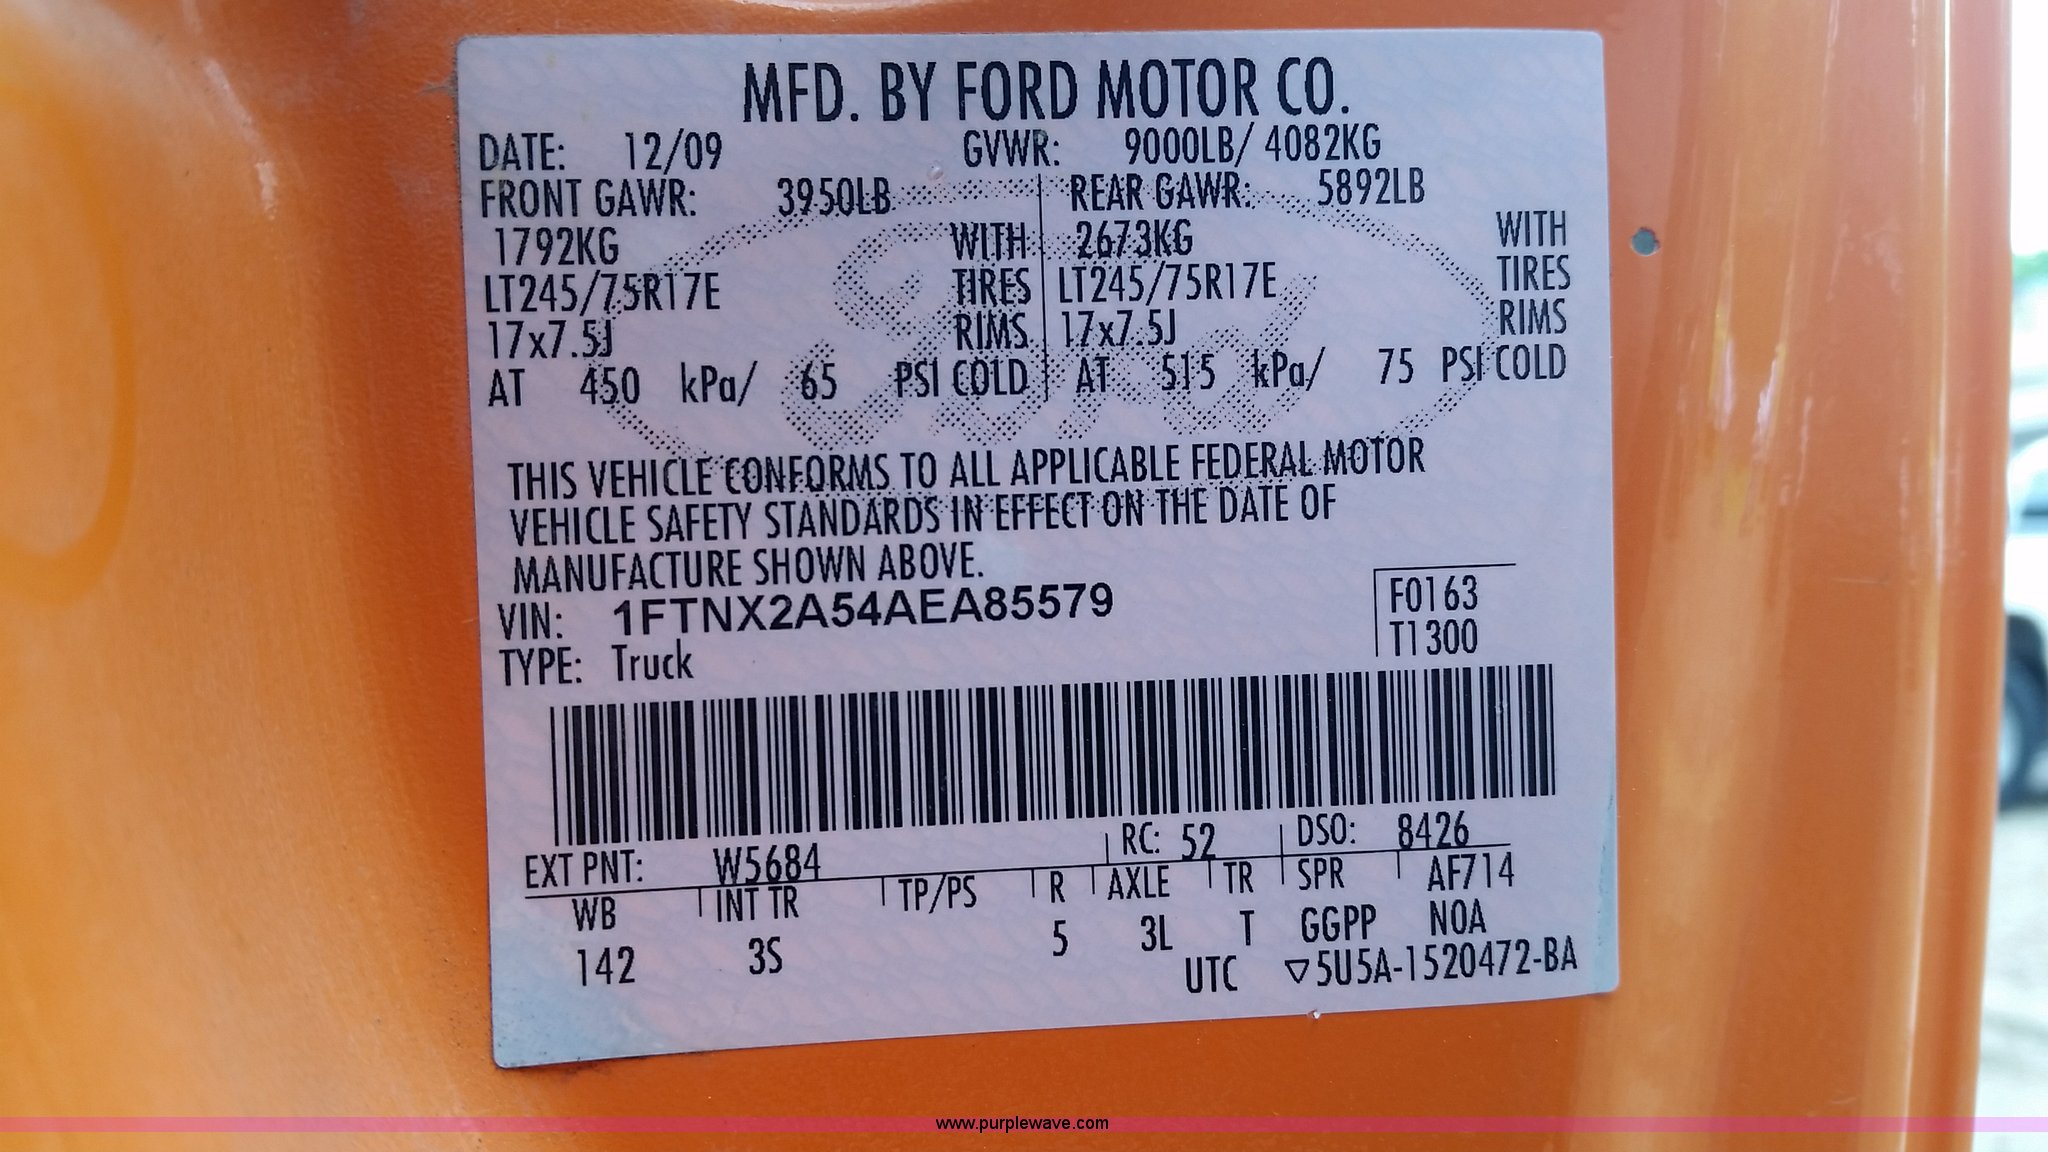 MFD. BY FORD MOTOR CO.
DATE: 12/09 GVWR: 9000LB/ 4082KG
FRONT GAWR: 3950LB REAR GAWR: 5892LB
1792KG WITH 2673KG WITH
LT245/75R17E TIRES LT245/75R17E TIRES
17x7.5J RIMS 17x7.5J RIMS
AT 450 kPa/ 65 PSI COLD AT 515 kPa/ 75 PSI COLD
Ford
THIS VEHICLE CONFORMS TO ALL APPLICABLE FEDERAL MOTOR
VEHICLE SAFETY STANDARDS IN EFFECT ON THE DATE OF
MANUFACTURE SHOWN ABOVE.
VIN: 1FTNX2A54AEA85579 F0163
TYPE: Truck T1300
EXT PNT: W5684 RC: 52 DSO: 8426
WB INT TR TP/PS R AXLE TR SPR AF714
142 3S 5 3L T GGPP NOA
UTC ▽5U5A-1520472-BA
www.purplewave.com